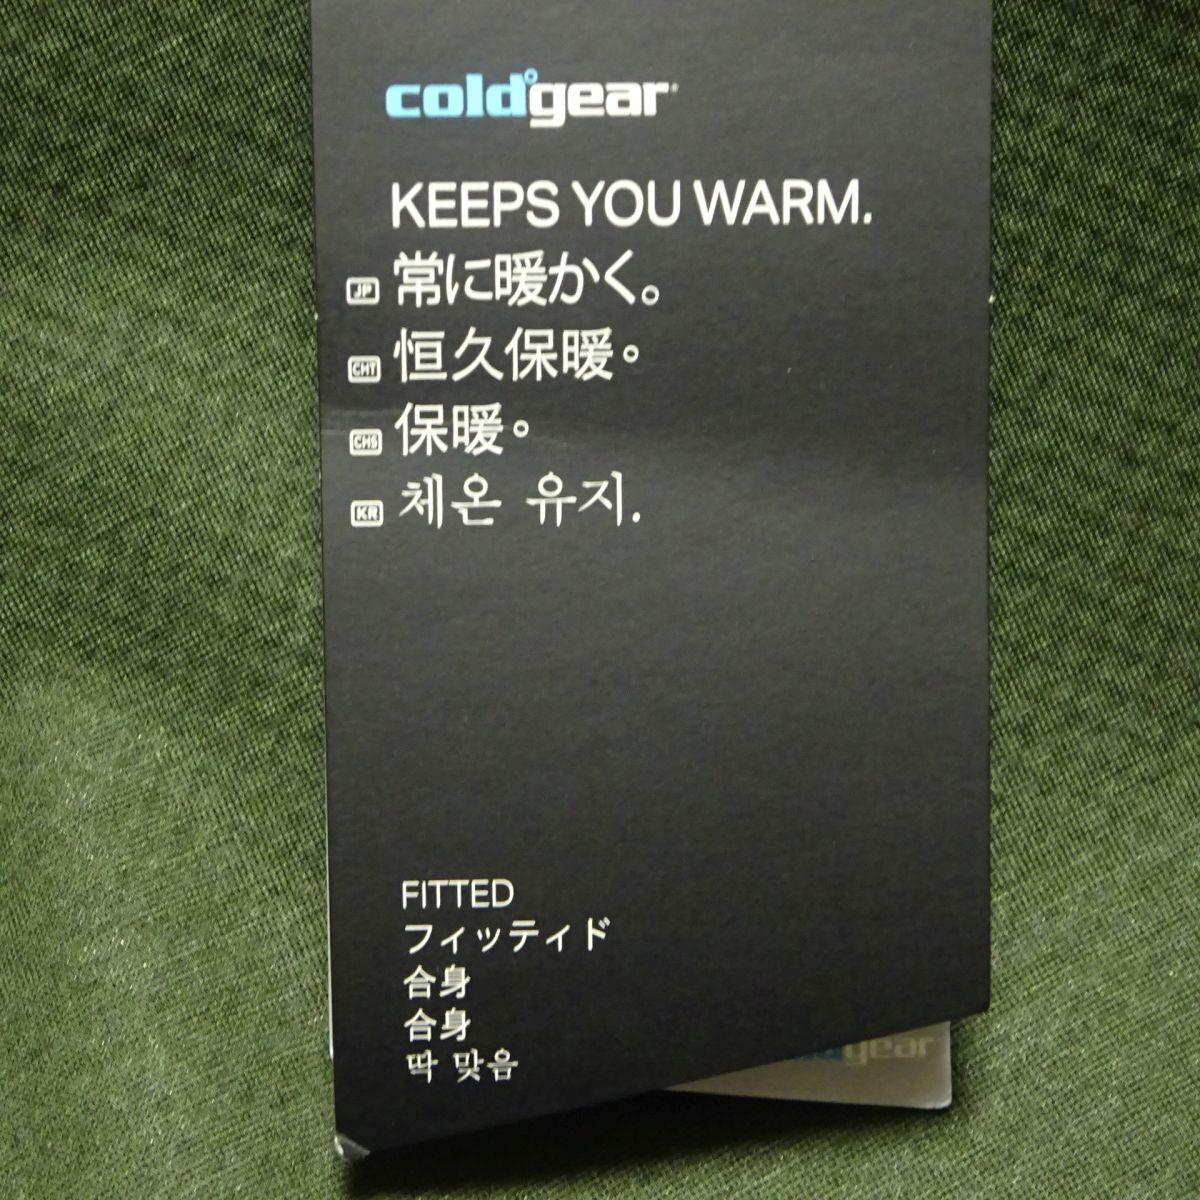 coldgear
KEEPS YOU WARM.
JP 常に暖かく。
CHT 恒久保暖。
CHS 保暖。
KR 체온 유지.
FITTED
フィッティド
合身
合身
딱 맞음
coldgear